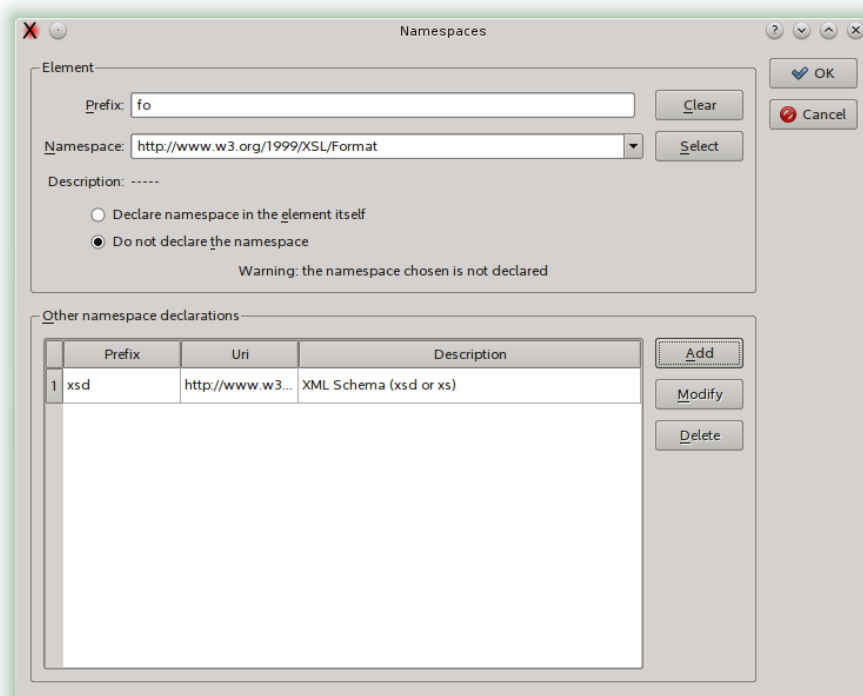 Namespaces
Element
Prefix: fo Clear
Namespace: http://www.w3.org/1999/XSL/Format Select
Description: -----
Declare namespace in the element itself
Do not declare the namespace
Warning: the namespace chosen is not declared
OK
Cancel
Other namespace declarations
Prefix Uri Description
1 xsd http://www.w3... XML Schema (xsd or xs)
Add
Modify
Delete